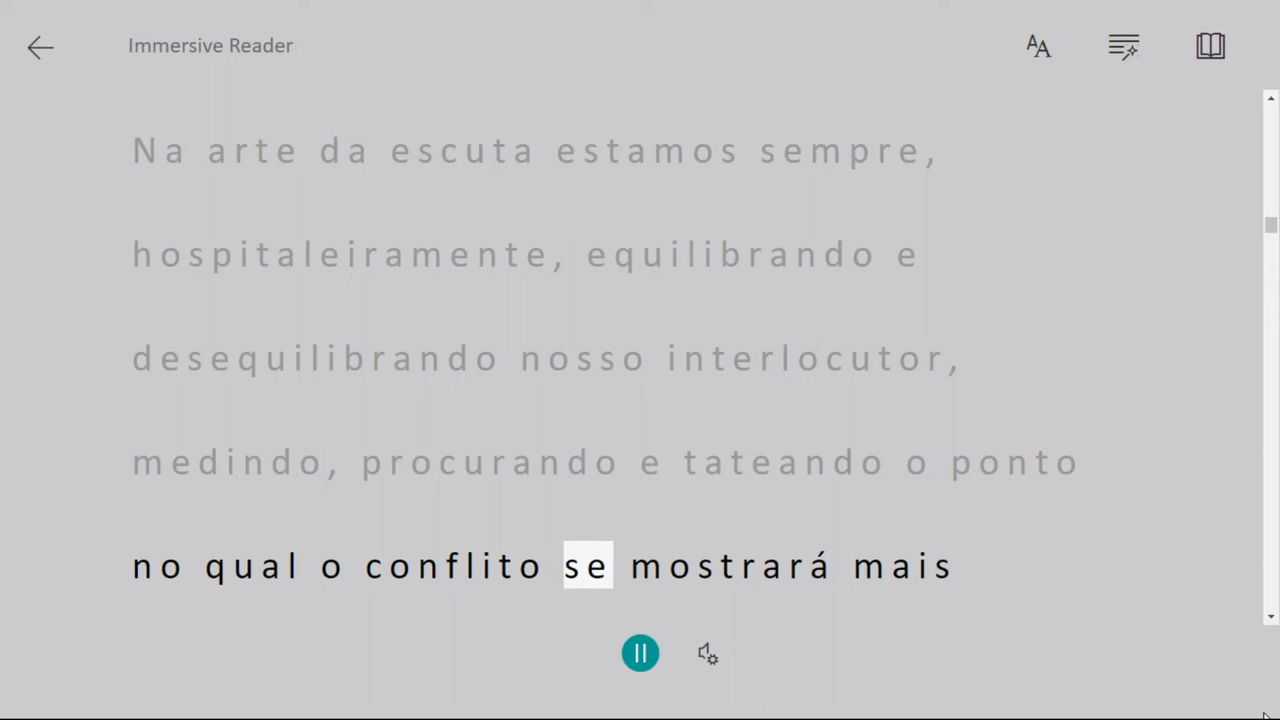 Immersive Reader
Na arte da escuta estamos sempre,
hospitaleiramente, equilibrando e
desequilibrando nosso interlocutor,
medindo, procurando e tateando o ponto
no qual o conflito se mostrará mais